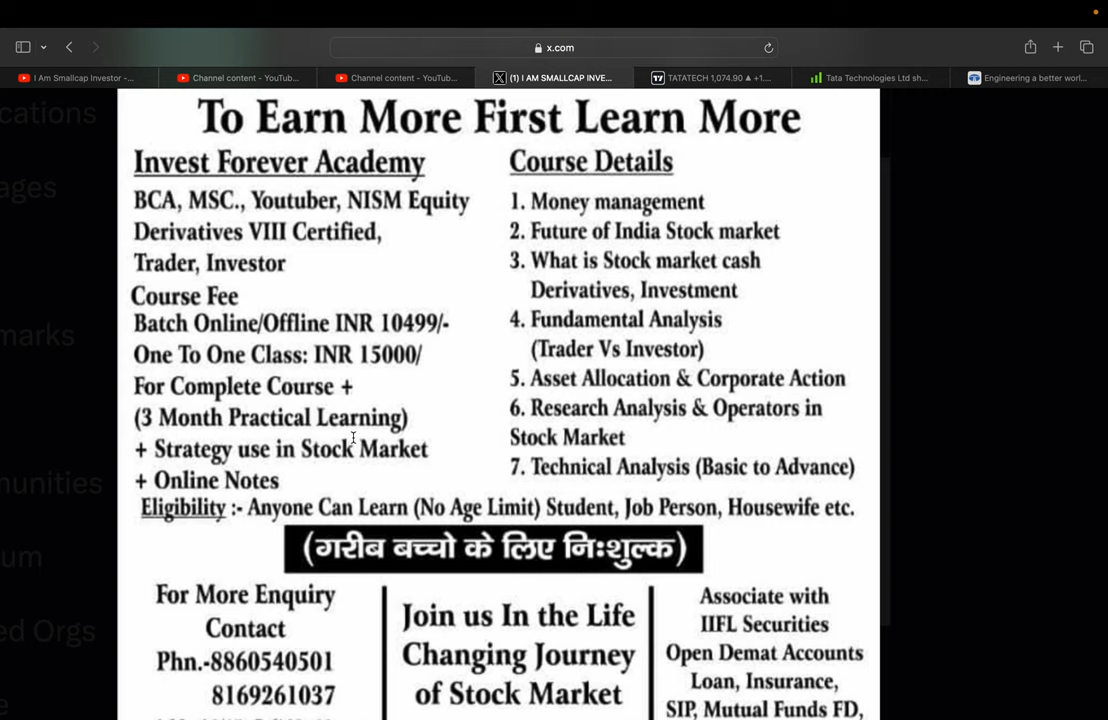 x.com
I Am Smallcap Investor -...
Channel content - YouTub...
Channel content - YouTub...
(1) I AM SMALLCAP INVE...
TATATECH 1,074.90 ▲ +1...
Tata Technologies Ltd sh...
Engineering a better worl...
cations
ages
marks
nunities
um
ed Orgs
To Earn More First Learn More
Invest Forever Academy
BCA, MSC., Youtuber, NISM Equity
Derivatives VIII Certified,
Trader, Investor
Course Fee
Batch Online/Offline INR 10499/-
One To One Class: INR 15000/
For Complete Course +
(3 Month Practical Learning)
+ Strategy use in Stock Market
+ Online Notes
Course Details
1. Money management
2. Future of India Stock market
3. What is Stock market cash
Derivatives, Investment
4. Fundamental Analysis
(Trader Vs Investor)
5. Asset Allocation & Corporate Action
6. Research Analysis & Operators in
Stock Market
7. Technical Analysis (Basic to Advance)
Eligibility :- Anyone Can Learn (No Age Limit) Student, Job Person, Housewife etc.
(गरीब बच्चो के लिए निःशुल्क)
For More Enquiry
Contact
Phn.-8860540501
8169261037
Join us In the Life
Changing Journey
of Stock Market
Associate with
IIFL Securities
Open Demat Accounts
Loan, Insurance,
SIP, Mutual Funds FD,